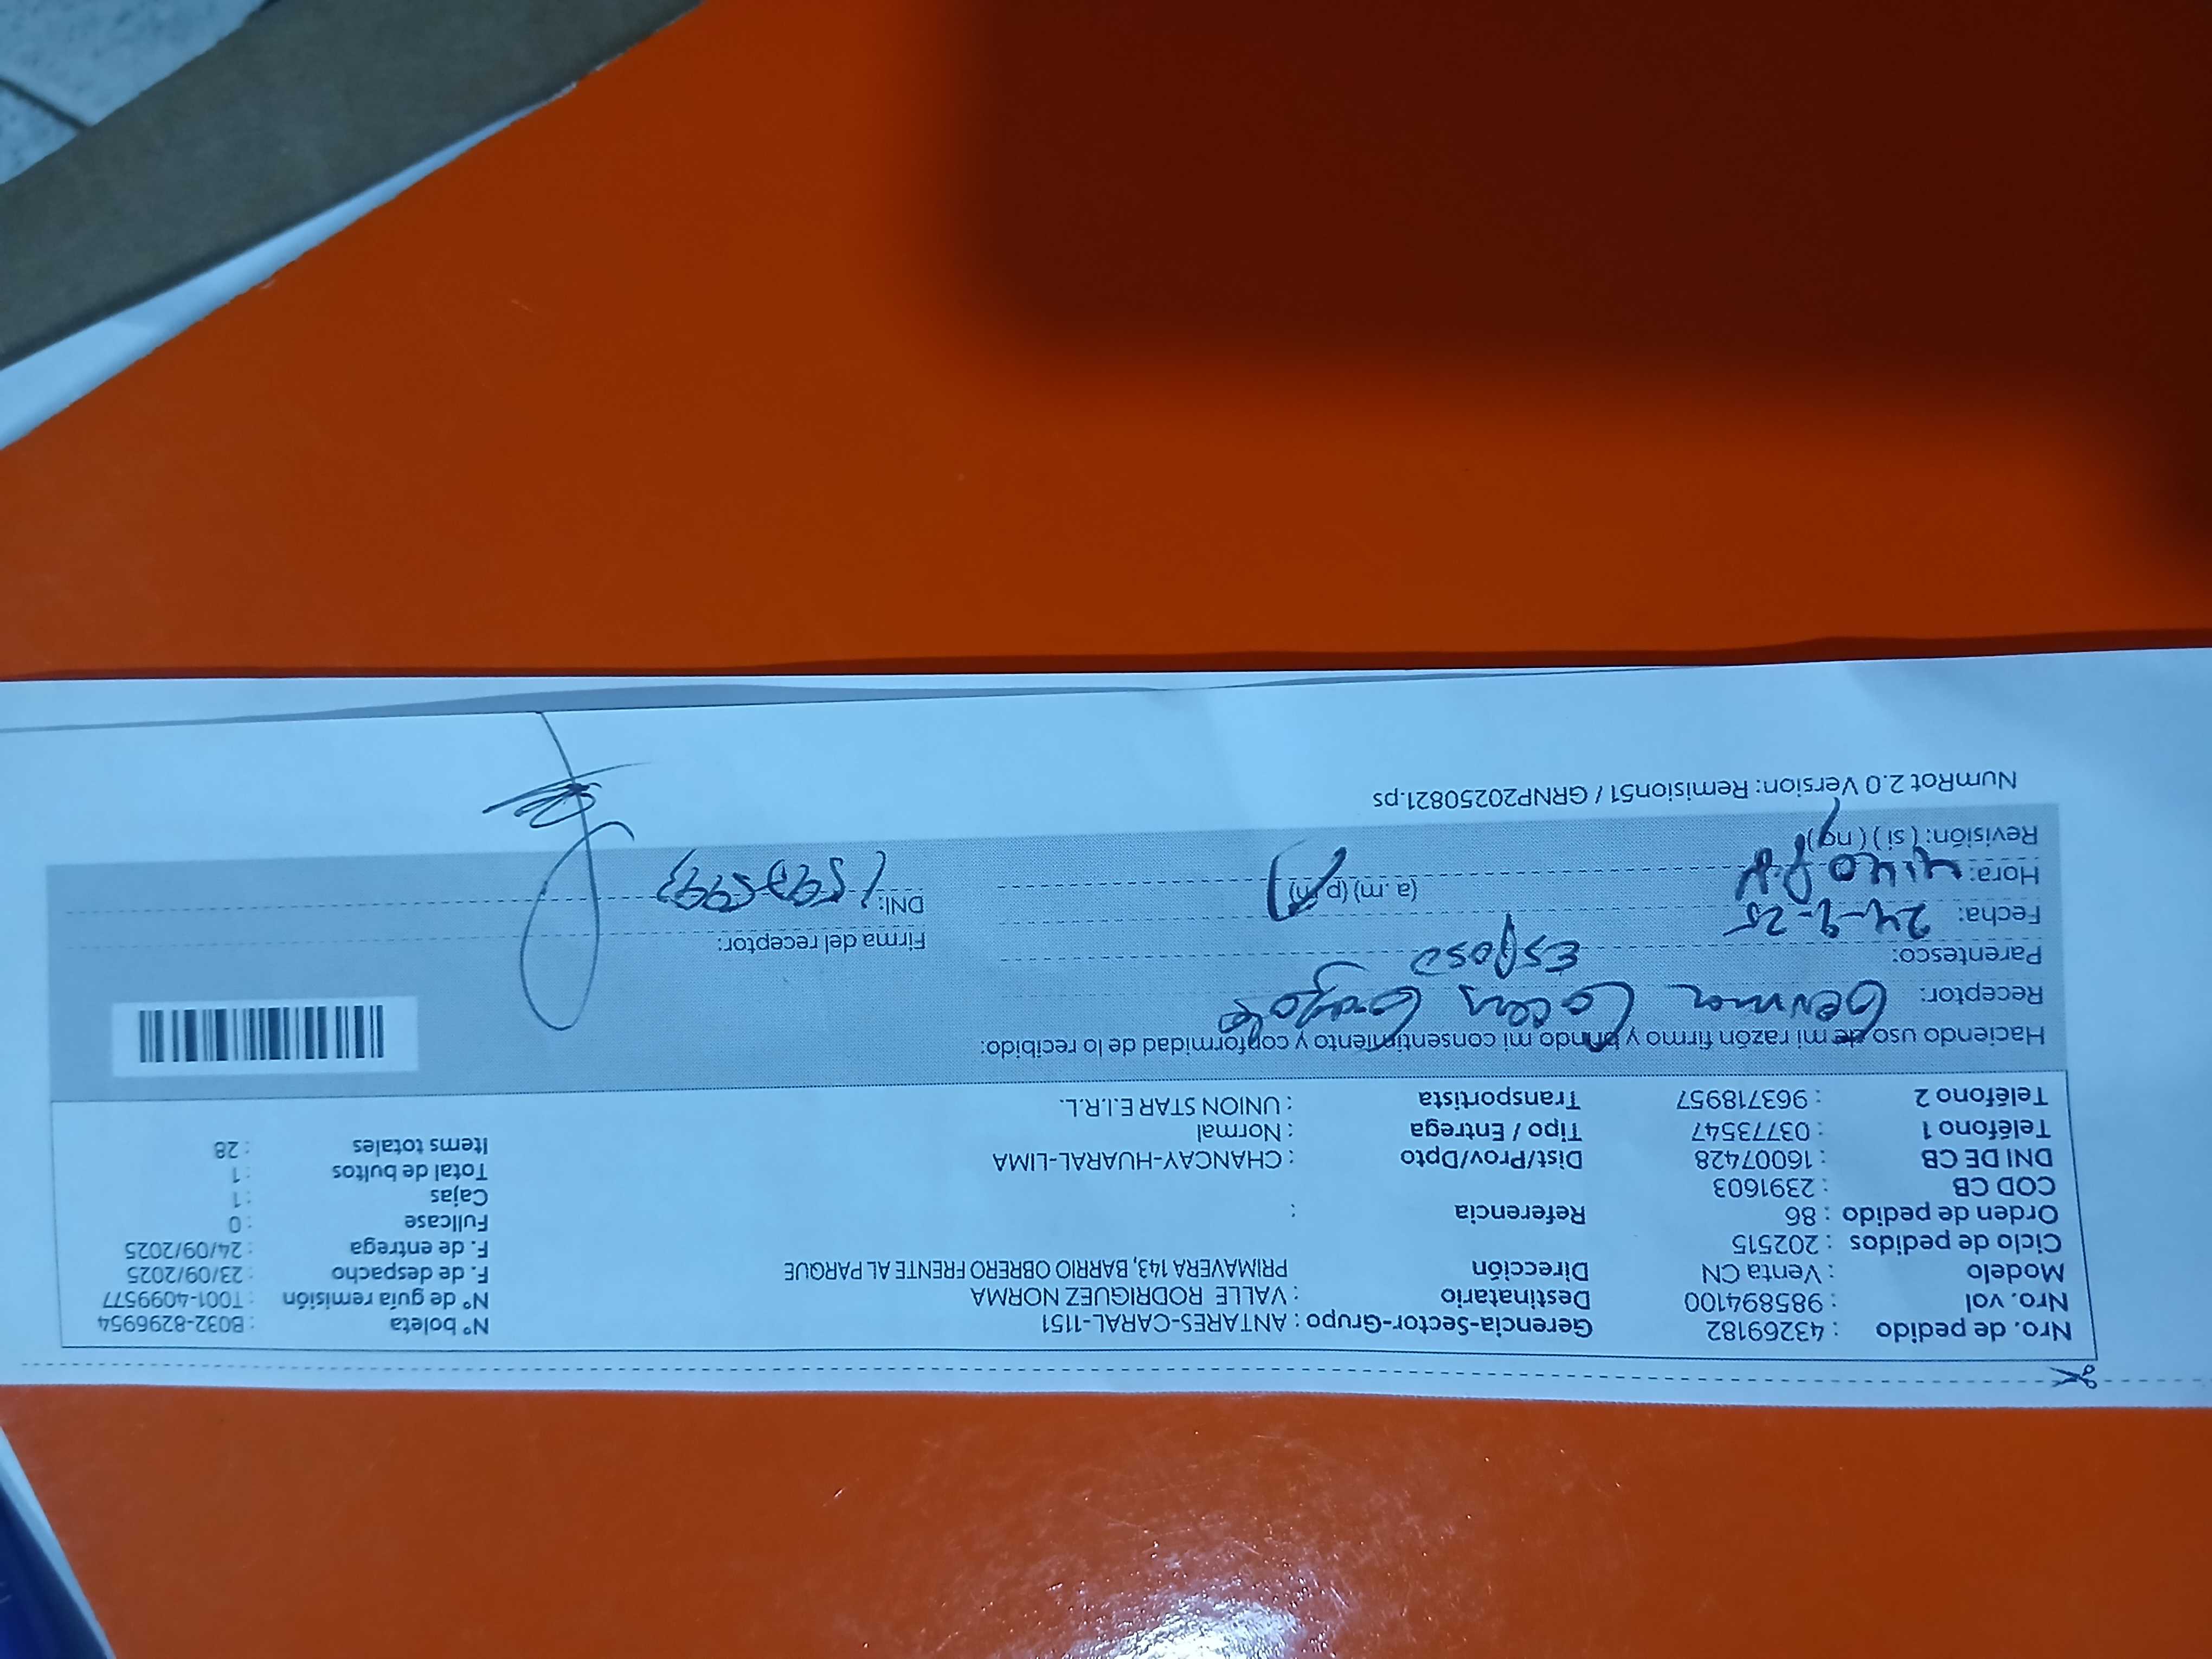 Nro. de pedido : 43269182 Gerencia-Sector-Grupo : ANTARES-CARAL-1151 N° boleta : B032-8296954
Nro. vol : 985894100 Destinatario : VALLE RODRIGUEZ NORMA N° de guía remisión : T001-4099577
Modelo : Venta CN Dirección PRIMAVERA 143, BARRIO OBRERO FRENTE AL PARQUE F. de despacho : 23/09/2025
Ciclo de pedidos : 202515 F. de entrega : 24/09/2025
Orden de pedido : 86 Referencia : Fullcase : 0
COD CB : 2391603 Cajas : 1
DNI DE CB : 16007428 Dist/Prov/Dpto : CHANCAY-HUARAL-LIMA Total de bultos : 1
Teléfono 1 : 03773547 Tipo / Entrega : Normal Items totales : 28
Teléfono 2 : 963718957 Transportista : UNION STAR E.I.R.L.
Haciendo uso de mi razón firmo y brindo mi consentimiento y conformidad de lo recibido:
Receptor: German
Parentesco: Esposo Firma del receptor:
Fecha: 24-9-25 DNI:
Hora: 4:40 P.M (a .m) (p.m)
Revisión: ( si ) ( no)
NumRot 2.0 Version: Remision51 / GRNP20250821.ps